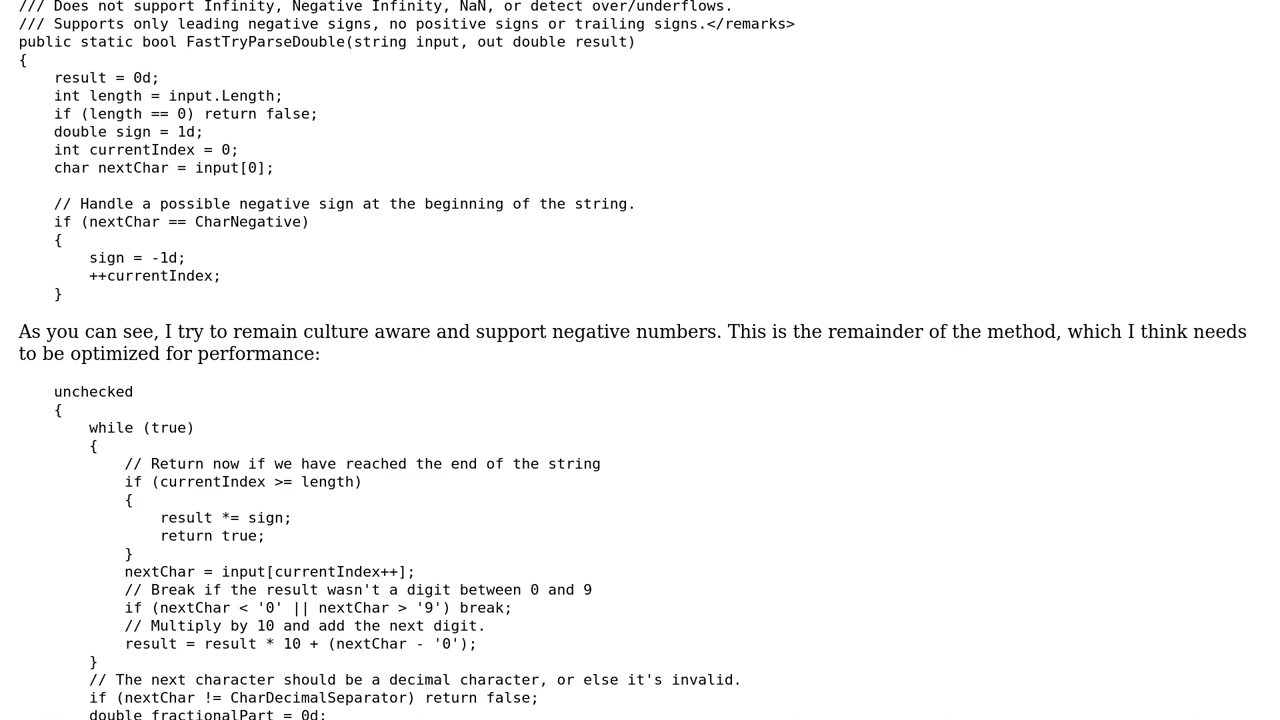 /// Does not support Infinity, Negative Infinity, NaN, or detect over/underflows.
/// Supports only leading negative signs, no positive signs or trailing signs.</remarks>
public static bool FastTryParseDouble(string input, out double result)
{
    result = 0d;
    int length = input.Length;
    if (length == 0) return false;
    double sign = 1d;
    int currentIndex = 0;
    char nextChar = input[0];

    // Handle a possible negative sign at the beginning of the string.
    if (nextChar == CharNegative)
    {
        sign = -1d;
        ++currentIndex;
    }

As you can see, I try to remain culture aware and support negative numbers. This is the remainder of the method, which I think needs
to be optimized for performance:

    unchecked
    {
        while (true)
        {
            // Return now if we have reached the end of the string
            if (currentIndex >= length)
            {
                result *= sign;
                return true;
            }
            nextChar = input[currentIndex++];
            // Break if the result wasn't a digit between 0 and 9
            if (nextChar < '0' || nextChar > '9') break;
            // Multiply by 10 and add the next digit.
            result = result * 10 + (nextChar - '0');
        }
        // The next character should be a decimal character, or else it's invalid.
        if (nextChar != CharDecimalSeparator) return false;
        double fractionalPart = 0d;